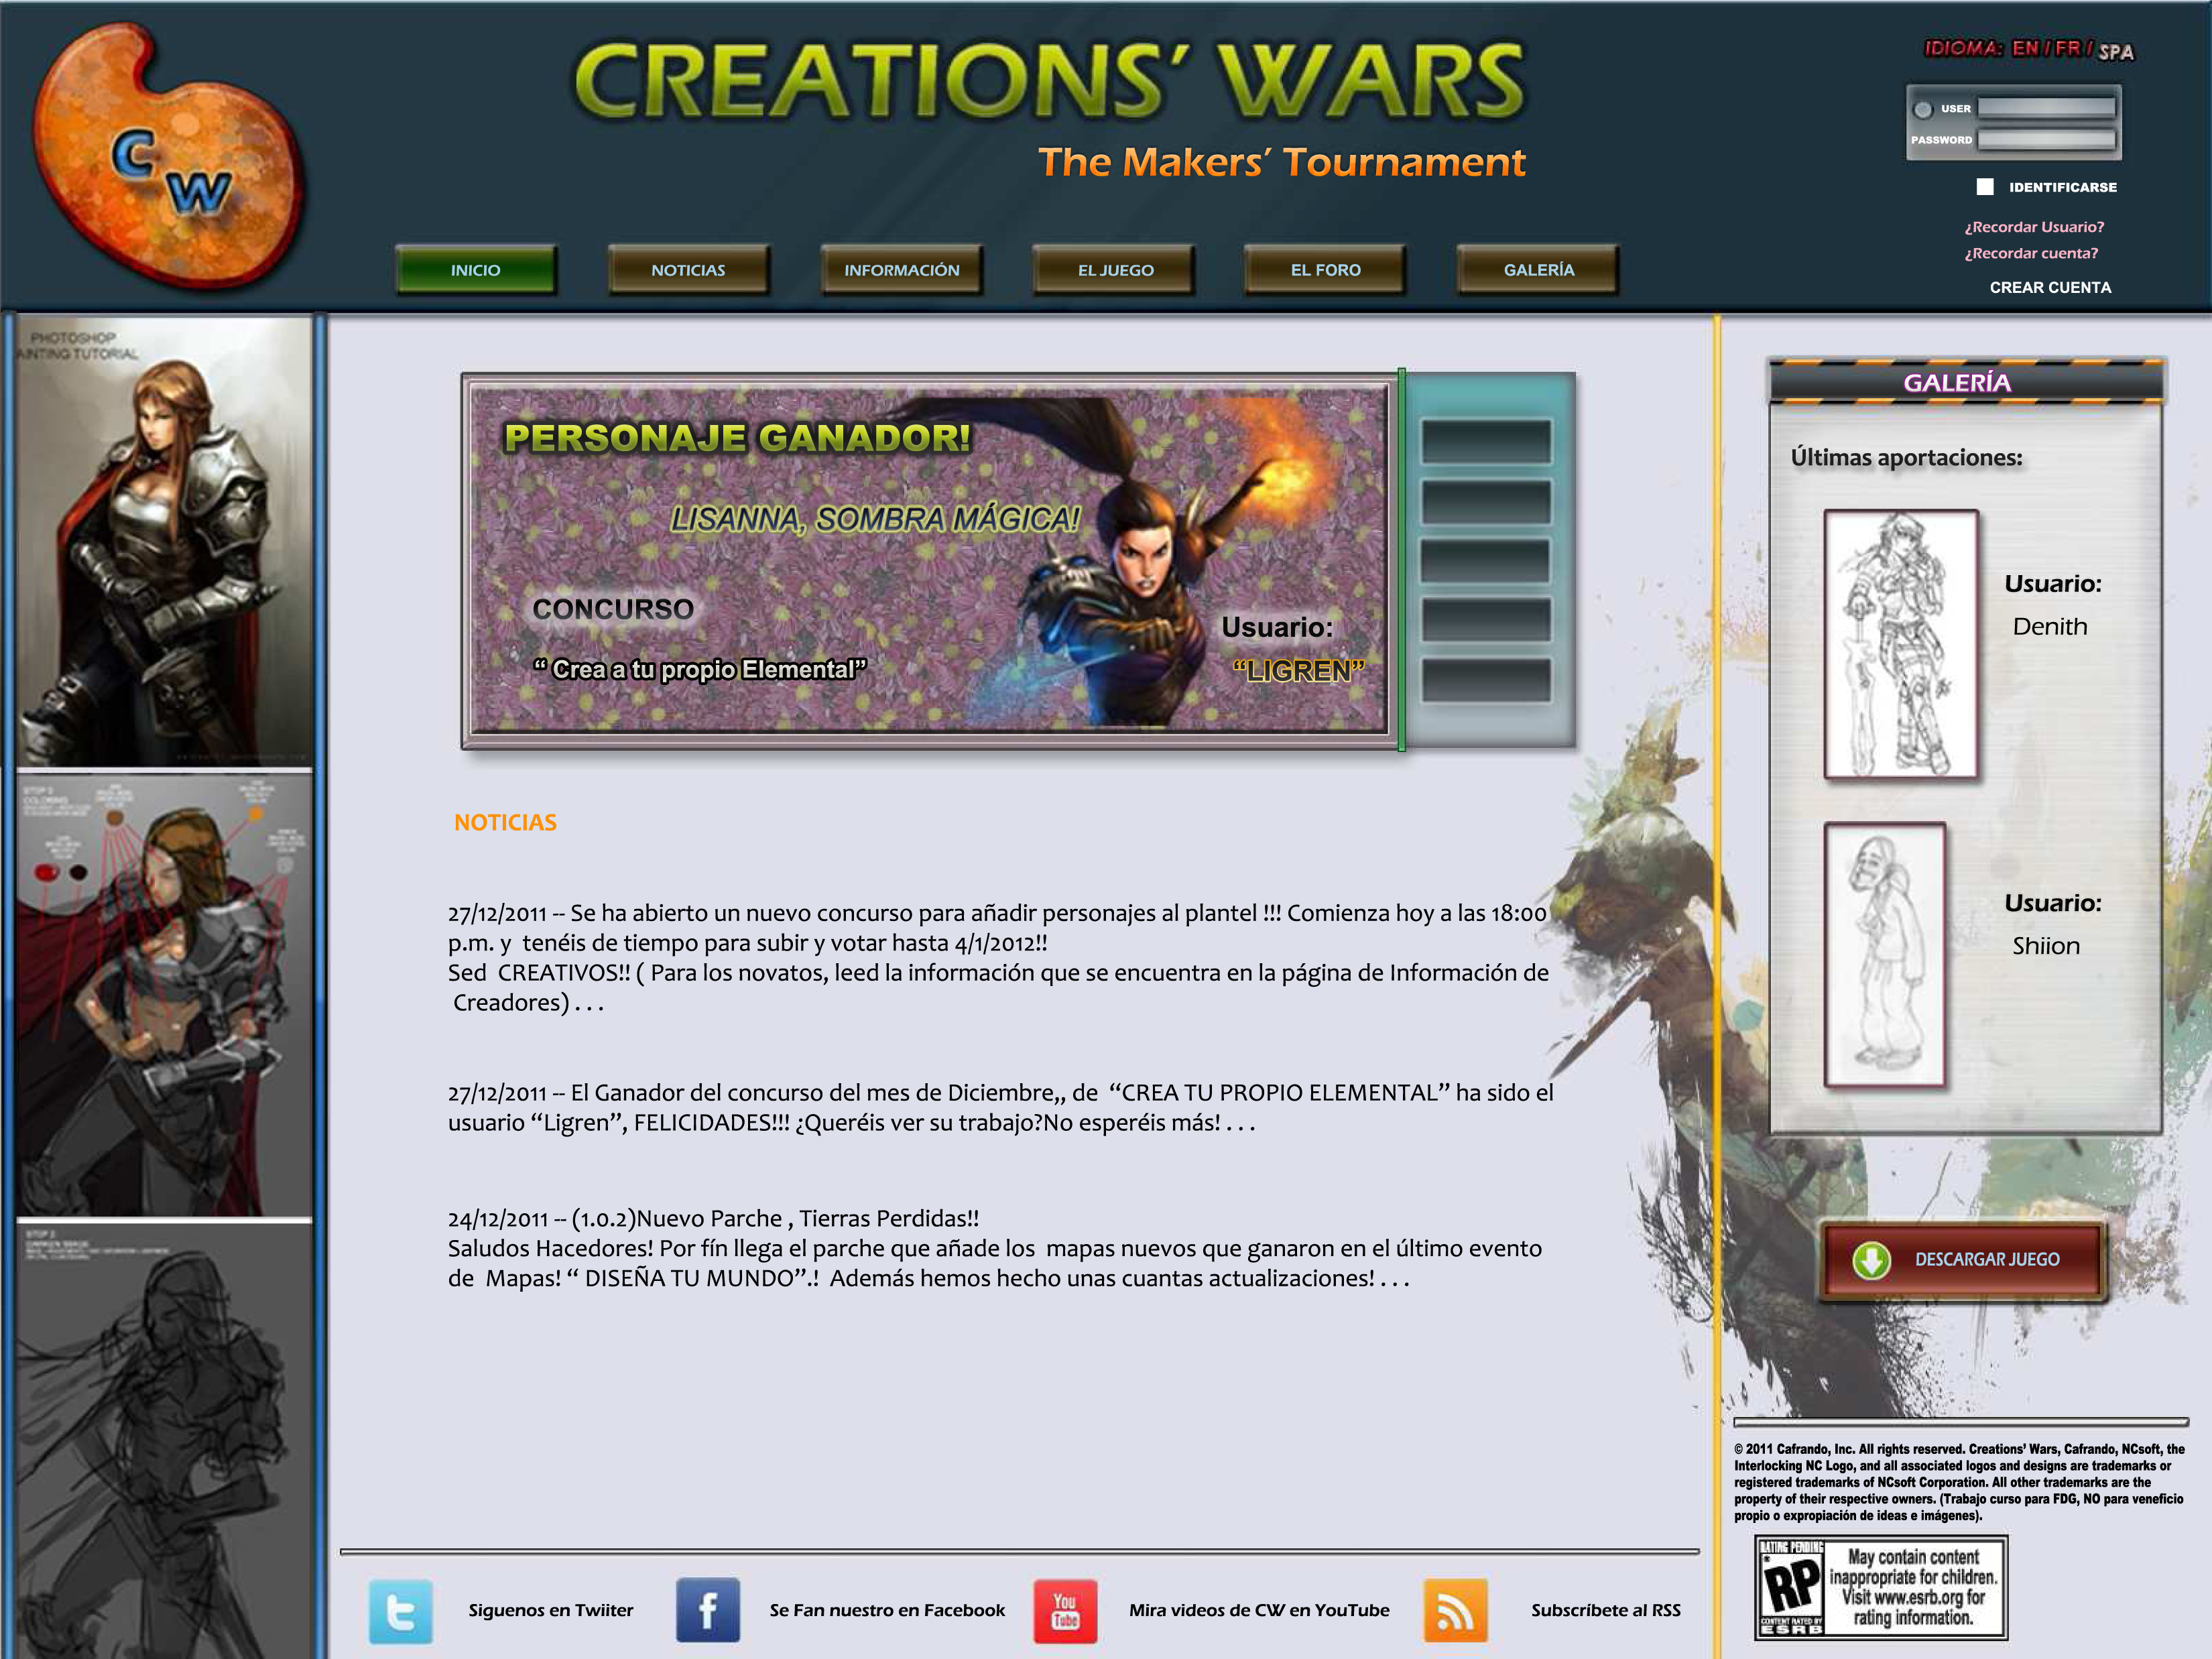 C
W
CREATIONS’ WARS
The Makers’ Tournament
IDIOMA: EN / FR / SPA
USER
PASSWORD
IDENTIFICARSE
¿Recordar Usuario?
¿Recordar cuenta?
CREAR CUENTA
INICIO
NOTICIAS
INFORMACIÓN
EL JUEGO
EL FORO
GALERÍA
PHOTOSHOP
AINTING TUTORIAL
STEP 3
COLORING
STEP 2
PERSONAJE GANADOR!
LISANNA, SOMBRA MÁGICA!
CONCURSO
“ Crea a tu propio Elemental”
Usuario:
“LIGREN”
NOTICIAS
27/12/2011 -- Se ha abierto un nuevo concurso para añadir personajes al plantel !!! Comienza hoy a las 18:00
p.m. y tenéis de tiempo para subir y votar hasta 4/1/2012!!
Sed CREATIVOS!! ( Para los novatos, leed la información que se encuentra en la página de Información de
Creadores) . . .
27/12/2011 -- El Ganador del concurso del mes de Diciembre,, de “CREA TU PROPIO ELEMENTAL” ha sido el
usuario “Ligren”, FELICIDADES!!! ¿Queréis ver su trabajo?No esperéis más! . . .
24/12/2011 -- (1.0.2)Nuevo Parche , Tierras Perdidas!!
Saludos Hacedores! Por fín llega el parche que añade los mapas nuevos que ganaron en el último evento
de Mapas! “ DISEÑA TU MUNDO”.! Además hemos hecho unas cuantas actualizaciones! . . .
GALERÍA
Últimas aportaciones:
Usuario:
Denith
Usuario:
Shiion
DESCARGAR JUEGO
© 2011 Cafrando, Inc. All rights reserved. Creations’ Wars, Cafrando, NCsoft, the
Interlocking NC Logo, and all associated logos and designs are trademarks or
registered trademarks of NCsoft Corporation. All other trademarks are the
property of their respective owners. (Trabajo curso para FDG, NO para veneficio
propio o expropiación de ideas e imágenes).
RATING PENDING
RP
CONTENT RATED BY
ESRB
May contain content
inappropriate for children.
Visit www.esrb.org for
rating information.
Siguenos en Twiiter
Se Fan nuestro en Facebook
You
Tube
Mira videos de CW en YouTube
Subscríbete al RSS